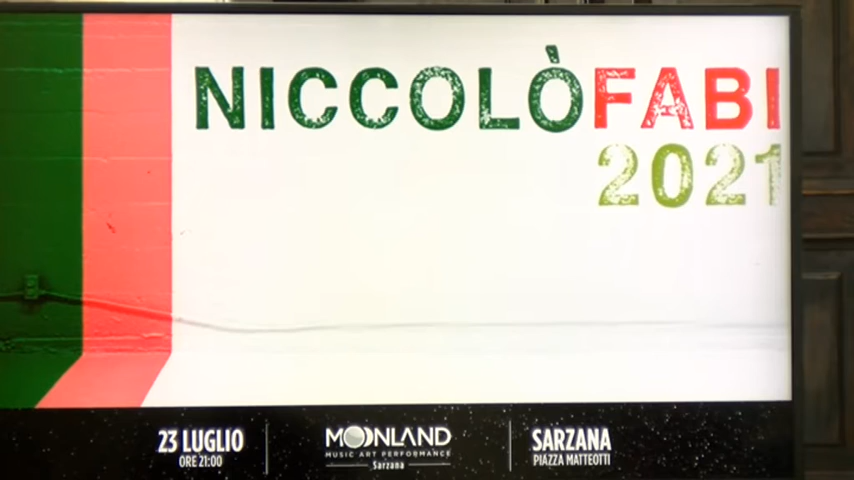 NICCOLÒFABI
2021
23 LUGLIO
ORE 21:00
MOONLAND
MUSIC ART PERFORMANCE
Sarzana
SARZANA
PIAZZA MATTEOTTI